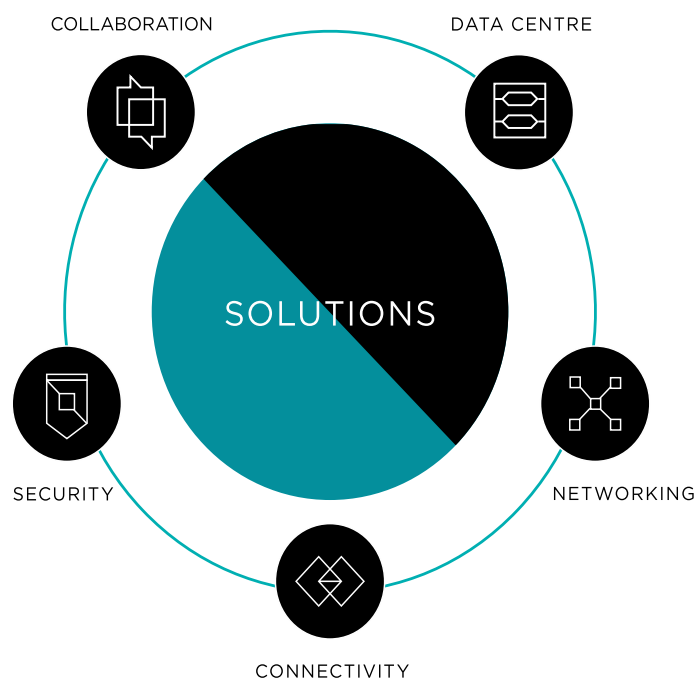 COLLABORATION
DATA CENTRE
SOLUTIONS
SECURITY
NETWORKING
CONNECTIVITY